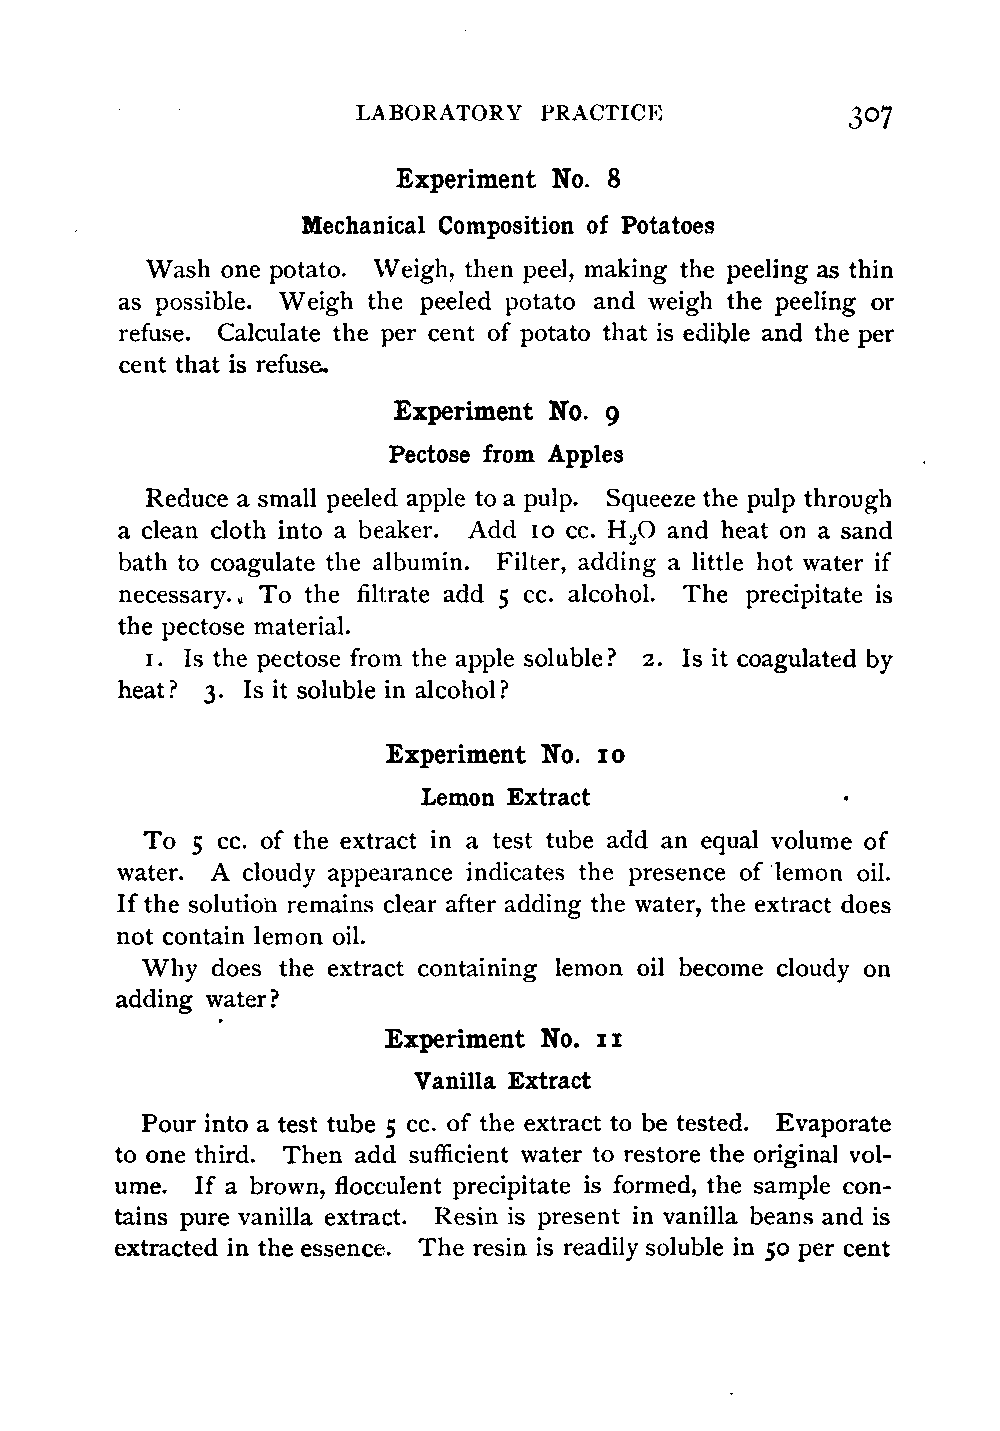 LABORATORY PRACTICE 307
Experiment No. 8
Mechanical Composition of Potatoes
Wash one potato. Weigh, then peel, making the peeling as thin
as possible. Weigh the peeled potato and weigh the peeling or
refuse. Calculate the per cent of potato that is edible and the per
cent that is refuse.
Experiment No. 9
Pectose from Apples
Reduce a small peeled apple to a pulp. Squeeze the pulp through
a clean cloth into a beaker. Add 10 cc. H₂O and heat on a sand
bath to coagulate the albumin. Filter, adding a little hot water if
necessary. To the filtrate add 5 cc. alcohol. The precipitate is
the pectose material.
1. Is the pectose from the apple soluble? 2. Is it coagulated by
heat? 3. Is it soluble in alcohol?
Experiment No. 10
Lemon Extract
To 5 cc. of the extract in a test tube add an equal volume of
water. A cloudy appearance indicates the presence of lemon oil.
If the solution remains clear after adding the water, the extract does
not contain lemon oil.
Why does the extract containing lemon oil become cloudy on
adding water?
Experiment No. 11
Vanilla Extract
Pour into a test tube 5 cc. of the extract to be tested. Evaporate
to one third. Then add sufficient water to restore the original vol-
ume. If a brown, flocculent precipitate is formed, the sample con-
tains pure vanilla extract. Resin is present in vanilla beans and is
extracted in the essence. The resin is readily soluble in 50 per cent